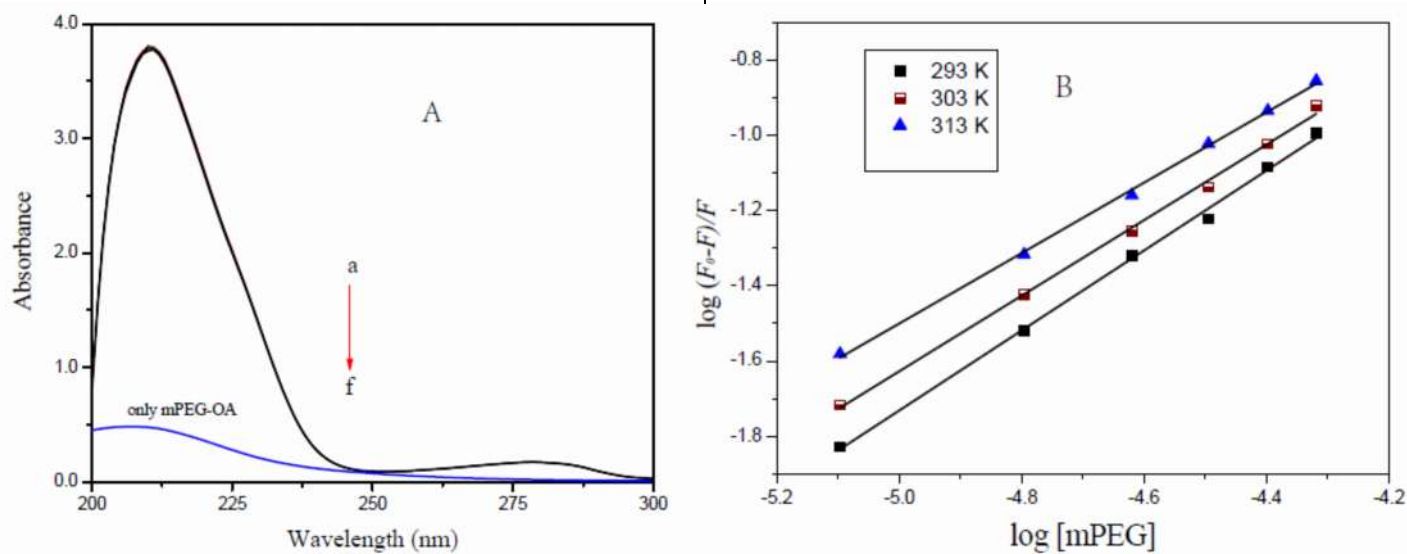 4.0
3.0
2.0
1.0
0.0
Absorbance
A
a
f
only mPEG-OA
200
225
250
275
300
Wavelength (nm)
-0.8
-1.0
-1.2
-1.4
-1.6
-1.8
log (F₀-F)/F
293 K
303 K
313 K
B
-5.2
-5.0
-4.8
-4.6
-4.4
-4.2
log [mPEG]